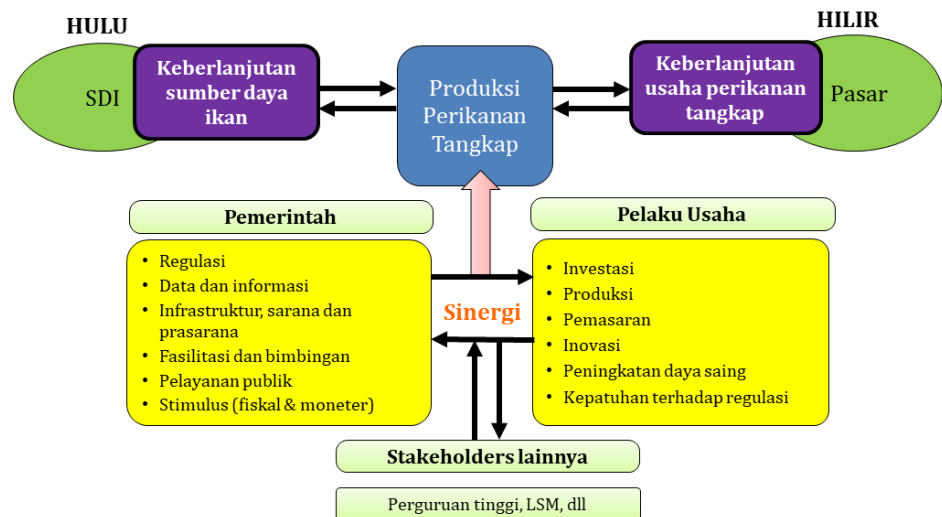 HULU
HILIR
SDI
Keberlanjutan
sumber daya
ikan
Produksi
Perikanan
Tangkap
Keberlanjutan
usaha perikanan
tangkap
Pasar
Pemerintah
• Regulasi
• Data dan informasi
• Infrastruktur, sarana dan
prasarana
• Fasilitasi dan bimbingan
• Pelayanan publik
• Stimulus (fiskal & moneter)
Sinergi
Pelaku Usaha
• Investasi
• Produksi
• Pemasaran
• Inovasi
• Peningkatan daya saing
• Kepatuhan terhadap regulasi
Stakeholders lainnya
Perguruan tinggi, LSM, dll